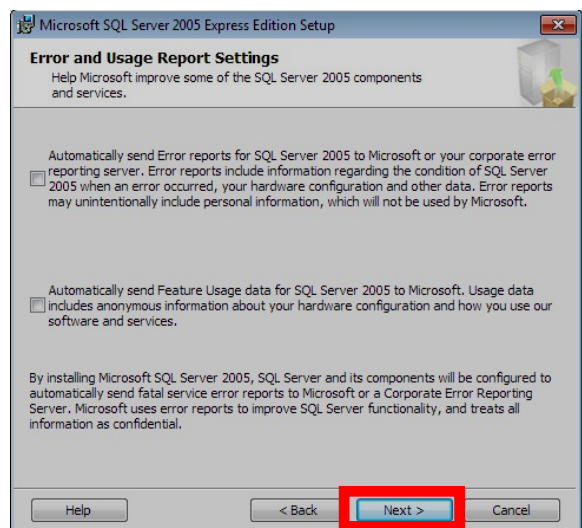 Microsoft SQL Server 2005 Express Edition Setup
Error and Usage Report Settings
Help Microsoft improve some of the SQL Server 2005 components
and services.
Automatically send Error reports for SQL Server 2005 to Microsoft or your corporate error
reporting server. Error reports include information regarding the condition of SQL Server
2005 when an error occurred, your hardware configuration and other data. Error reports
may unintentionally include personal information, which will not be used by Microsoft.
Automatically send Feature Usage data for SQL Server 2005 to Microsoft. Usage data
includes anonymous information about your hardware configuration and how you use our
software and services.
By installing Microsoft SQL Server 2005, SQL Server and its components will be configured to
automatically send fatal service error reports to Microsoft or a Corporate Error Reporting
Server. Microsoft uses error reports to improve SQL Server functionality, and treats all
information as confidential.
Help < Back Next > Cancel